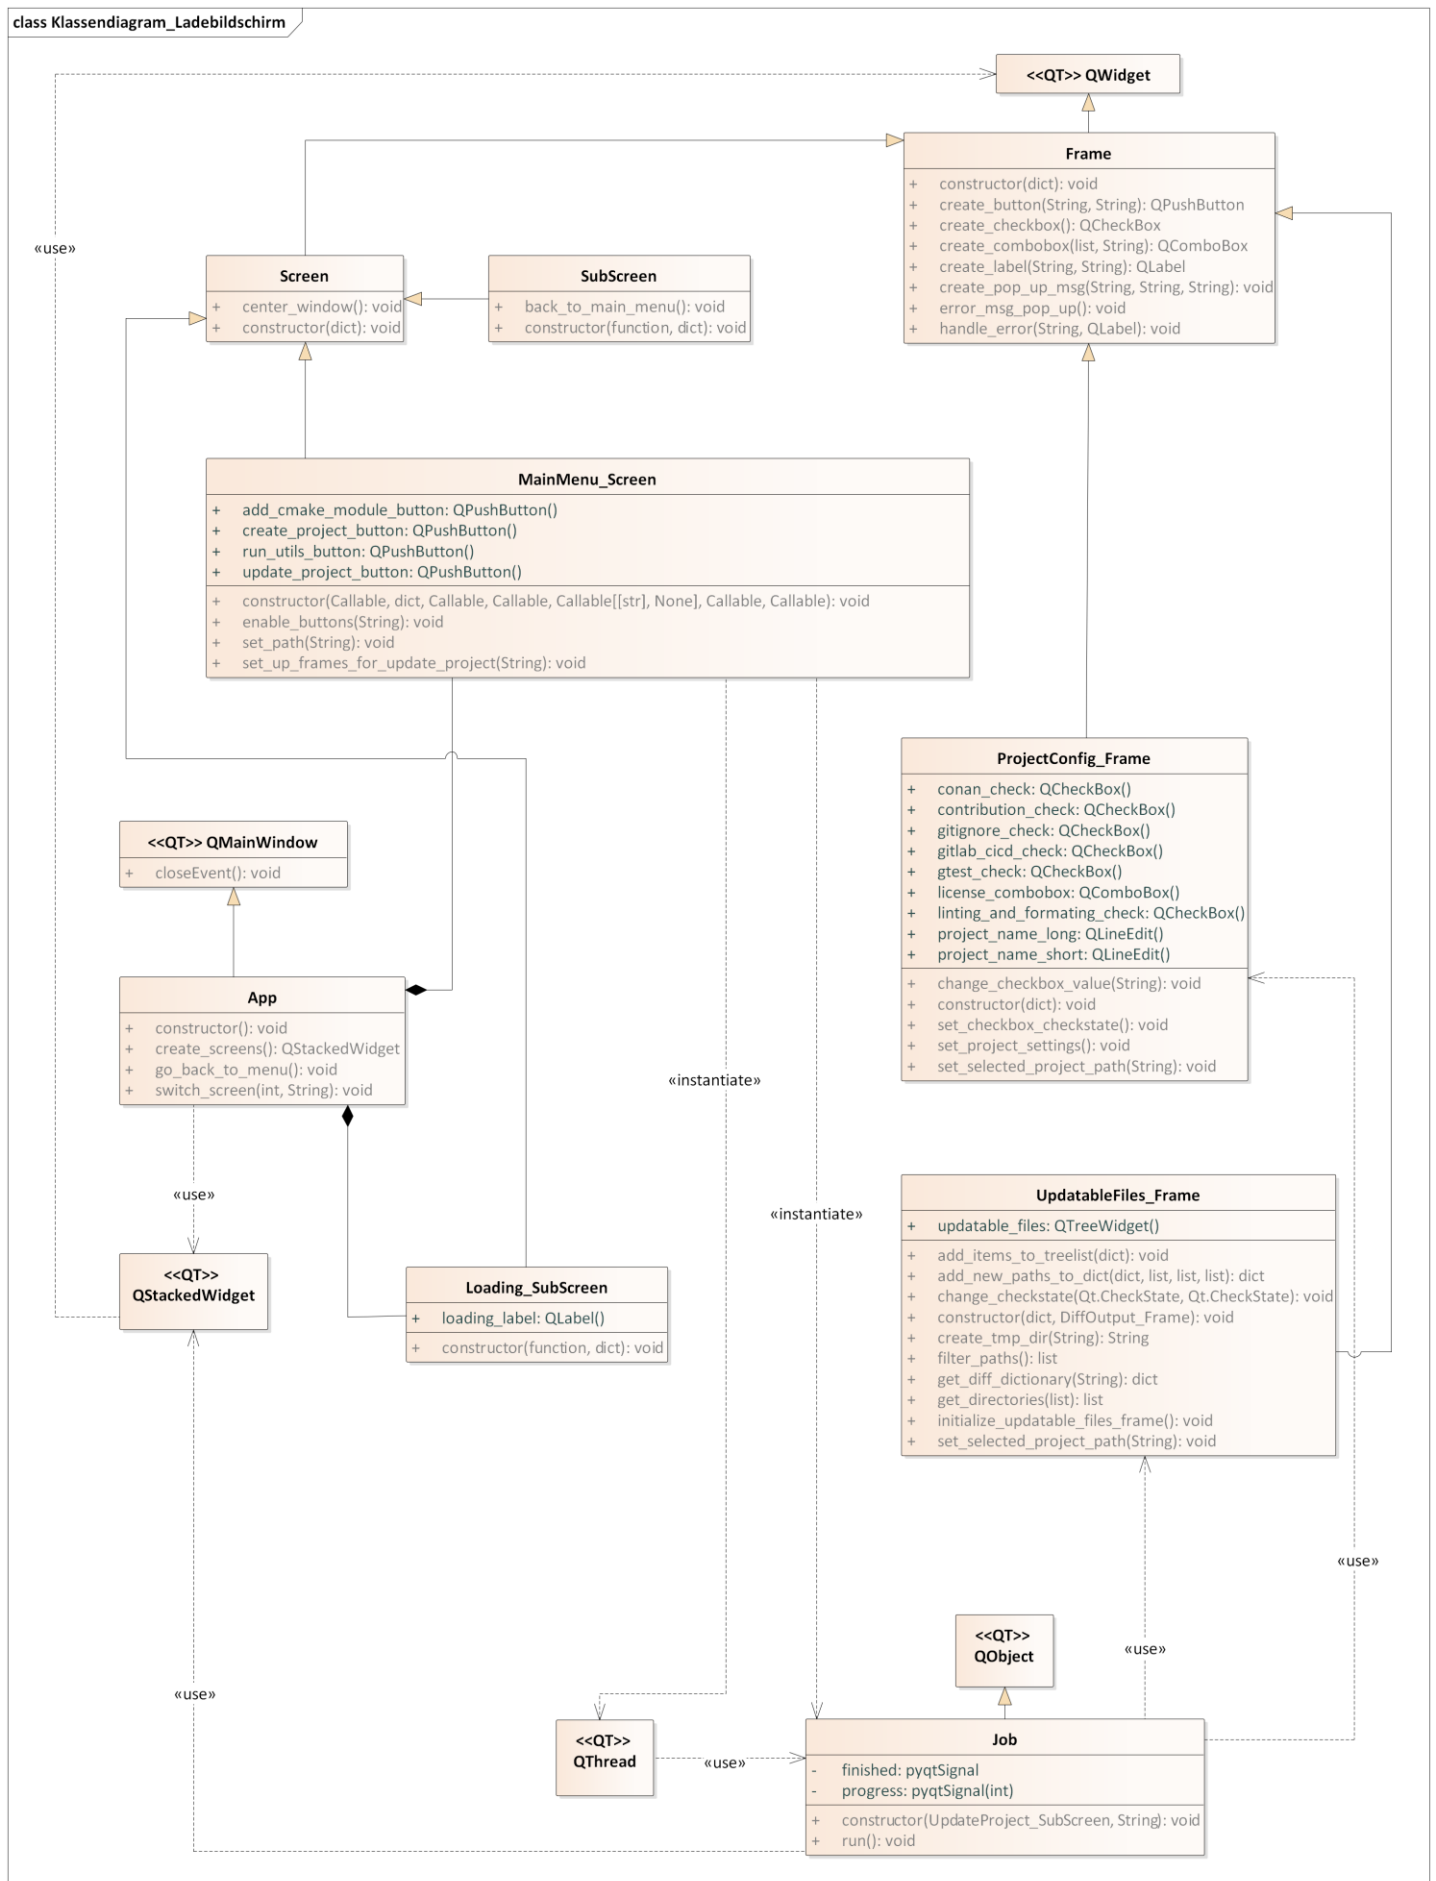 class Klassendiagram_Ladebildschirm
<<QT>> QWidget
Frame
+ constructor(dict): void
+ create_button(String, String): QPushButton
+ create_checkbox(): QCheckBox
+ create_combobox(list, String): QComboBox
+ create_label(String, String): QLabel
+ create_pop_up_msg(String, String, String): void
+ error_msg_pop_up(): void
+ handle_error(String, QLabel): void
«use»
Screen
+ center_window(): void
+ constructor(dict): void
SubScreen
+ back_to_main_menu(): void
+ constructor(function, dict): void
MainMenu_Screen
+ add_cmake_module_button: QPushButton()
+ create_project_button: QPushButton()
+ run_utils_button: QPushButton()
+ update_project_button: QPushButton()
+ constructor(Callable, dict, Callable, Callable, Callable[[str], None], Callable, Callable): void
+ enable_buttons(String): void
+ set_path(String): void
+ set_up_frames_for_update_project(String): void
ProjectConfig_Frame
+ conan_check: QCheckBox()
+ contribution_check: QCheckBox()
+ gitignore_check: QCheckBox()
+ gitlab_cicd_check: QCheckBox()
+ gtest_check: QCheckBox()
+ license_combobox: QComboBox()
+ linting_and_formating_check: QCheckBox()
+ project_name_long: QLineEdit()
+ project_name_short: QLineEdit()
+ change_checkbox_value(String): void
+ constructor(dict): void
+ set_checkbox_checkstate(): void
+ set_project_settings(): void
+ set_selected_project_path(String): void
<<QT>> QMainWindow
+ closeEvent(): void
App
+ constructor(): void
+ create_screens(): QStackedWidget
+ go_back_to_menu(): void
+ switch_screen(int, String): void
«instantiate»
«use»
«instantiate»
UpdatableFiles_Frame
+ updatable_files: QTreeWidget()
+ add_items_to_treelist(dict): void
+ add_new_paths_to_dict(dict, list, list, list): dict
+ change_checkstate(Qt.CheckState, Qt.CheckState): void
+ constructor(dict, DiffOutput_Frame): void
+ create_tmp_dir(String): String
+ filter_paths(): list
+ get_diff_dictionary(String): dict
+ get_directories(list): list
+ initialize_updatable_files_frame(): void
+ set_selected_project_path(String): void
<<QT>>
QStackedWidget
Loading_SubScreen
+ loading_label: QLabel()
+ constructor(function, dict): void
«use»
<<QT>>
QObject
«use»
«use»
<<QT>>
QThread
«use»
Job
- finished: pyqtSignal
- progress: pyqtSignal(int)
+ constructor(UpdateProject_SubScreen, String): void
+ run(): void